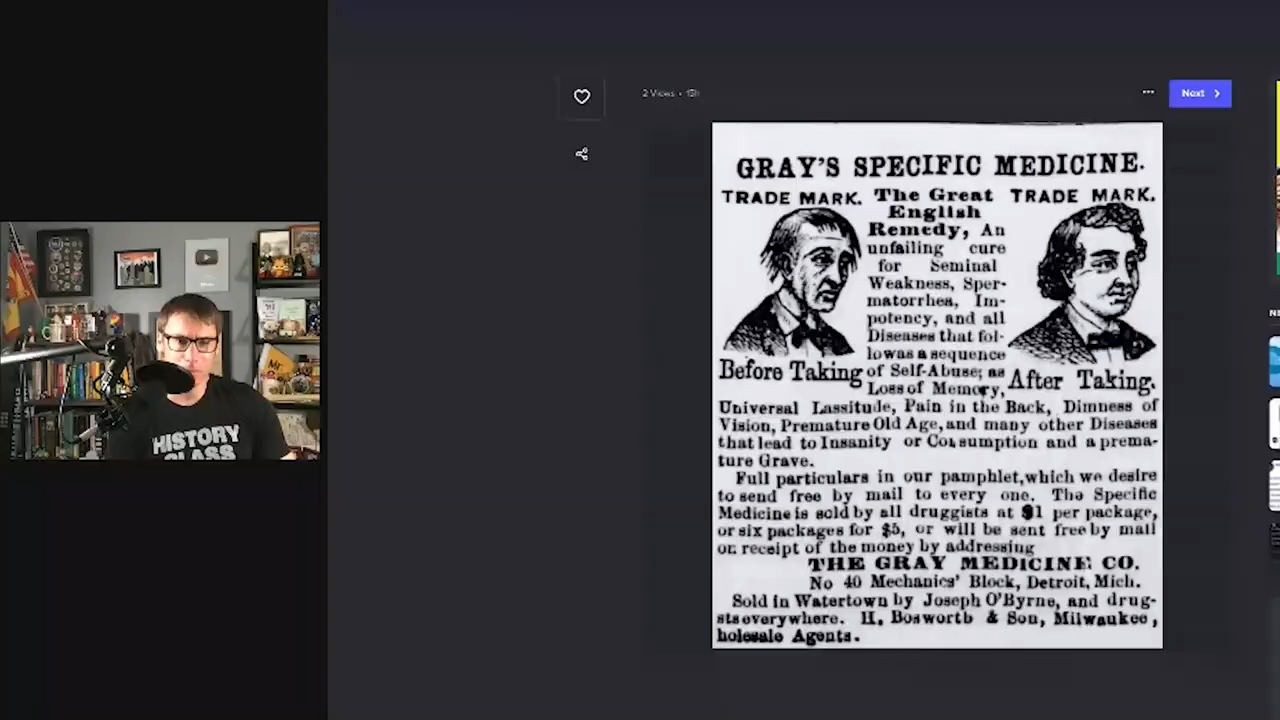 2 Views • 15h
Next
GRAY'S SPECIFIC MEDICINE.
TRADE MARK.
The Great
English
Remedy, An
unfailing cure
for Seminal
Weakness, Sper-
matorrhea, Im-
potency, and all
Diseases that fol-
lowas a sequence
of Self-Abuse; as
Loss of Memory,
TRADE MARK.
Before Taking
After Taking.
Universal Lassitude, Pain in the Back, Dimness of
Vision, Premature Old Age, and many other Diseases
that lead to Insanity or Consumption and a prema-
ture Grave.
Full particulars in our pamphlet, which we desire
to send free by mail to every one. The Specific
Medicine is sold by all druggists at $1 per package,
or six packages for $5, or will be sent free by mail
on receipt of the money by addressing
THE GRAY MEDICINE CO.
No 40 Mechanics' Block, Detroit, Mich.
Sold in Watertown by Joseph O'Byrne, and drug-
sts everywhere. H. Bosworth & Son, Milwaukee,
holesale Agents.
HISTORY
CLASS